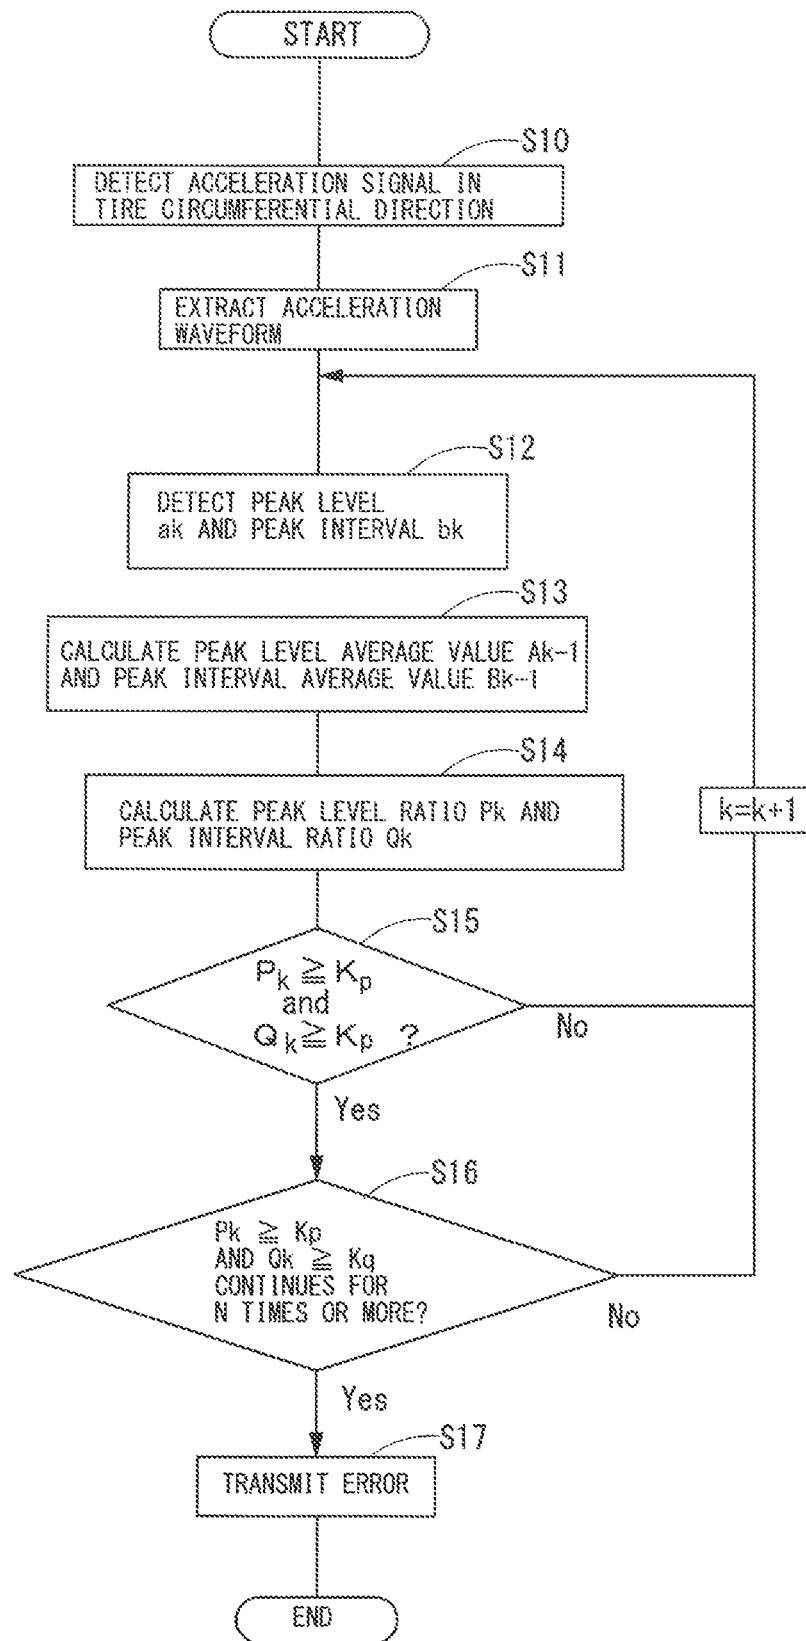 START
S10
DETECT ACCELERATION SIGNAL IN
TIRE CIRCUMFERENTIAL DIRECTION
S11
EXTRACT ACCELERATION
WAVEFORM
S12
DETECT PEAK LEVEL
ak AND PEAK INTERVAL bk
S13
CALCULATE PEAK LEVEL AVERAGE VALUE Ak-1
AND PEAK INTERVAL AVERAGE VALUE Bk-1
S14
CALCULATE PEAK LEVEL RATIO Pk AND
PEAK INTERVAL RATIO Qk
k=k+1
S15
Pk ≧ Kp
and
Qk ≧ Kp ?
No
Yes
S16
Pk ≧ Kp
AND Qk ≧ Kq
CONTINUES FOR
N TIMES OR MORE?
No
Yes
S17
TRANSMIT ERROR
END